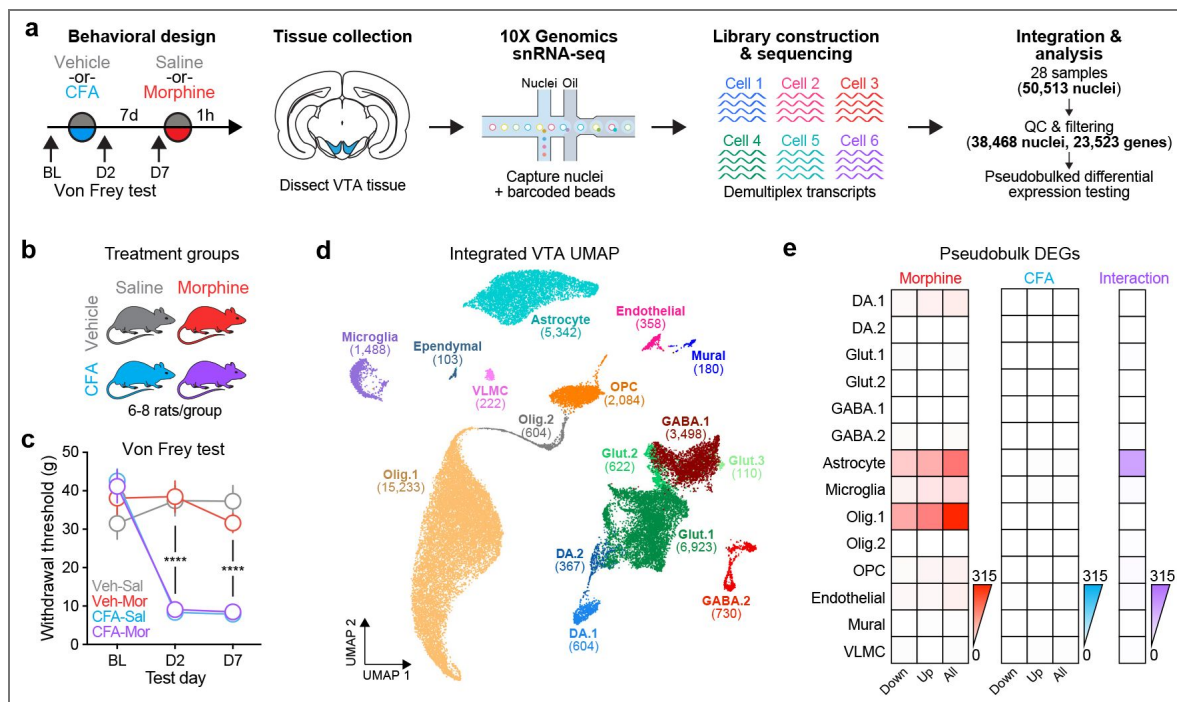 a
Behavioral design
Vehicle
-or-
CFA
Saline
-or-
Morphine
7d
1h
BL
D2
D7
Von Frey test
Tissue collection
Dissect VTA tissue
10X Genomics
snRNA-seq
Nuclei
Oil
Capture nuclei
+ barcoded beads
Library construction
& sequencing
Cell 1
Cell 2
Cell 3
Cell 4
Cell 5
Cell 6
Demultiplex transcripts
Integration &
analysis
28 samples
(50,513 nuclei)
QC & filtering
(38,468 nuclei, 23,523 genes)
Pseudobulked differential
expression testing
b
Treatment groups
Saline
Morphine
Vehicle
CFA
6-8 rats/group
c
Von Frey test
Withdrawal threshold (g)
50
40
30
20
10
0
****
****
Veh-Sal
Veh-Mor
CFA-Sal
CFA-Mor
BL
D2
D7
Test day
d
Integrated VTA UMAP
Astrocyte
(5,342)
Endothelial
(358)
Mural
(180)
Microglia
(1,488)
Ependymal
(103)
VLMC
(222)
OPC
(2,084)
Olig.2
(604)
GABA.1
(3,498)
Glut.2
(622)
Glut.3
(110)
Olig.1
(15,233)
Glut.1
(6,923)
DA.2
(367)
GABA.2
(730)
DA.1
(604)
UMAP 2
UMAP 1
e
Pseudobulk DEGs
Morphine
CFA
Interaction
DA.1
DA.2
Glut.1
Glut.2
GABA.1
GABA.2
Astrocyte
Microglia
Olig.1
Olig.2
OPC
Endothelial
Mural
VLMC
315
0
315
0
315
0
Down
Up
All
Down
Up
All